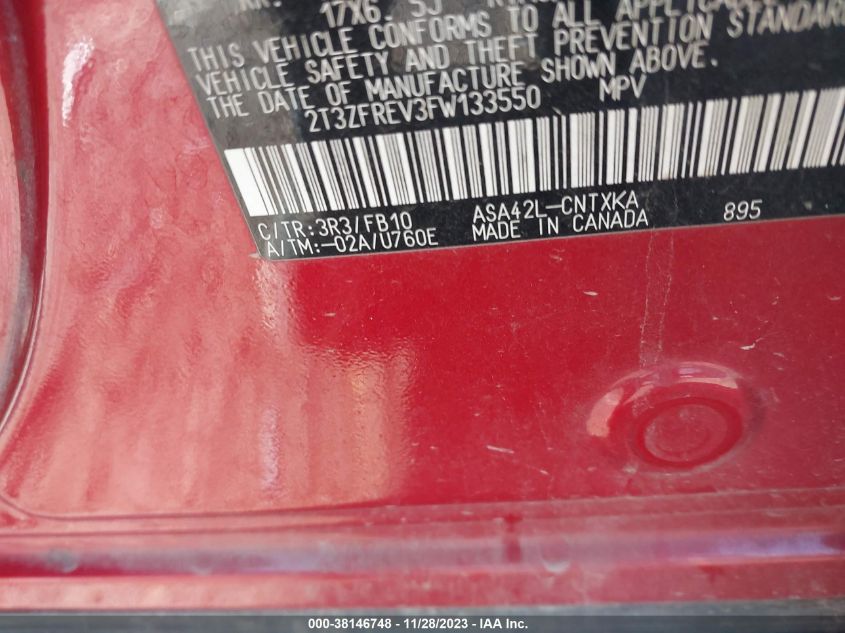 17X6.5J
THIS VEHICLE CONFORMS TO ALL APPLICABLE
VEHICLE SAFETY AND THEFT PREVENTION STANDARD
THE DATE OF MANUFACTURE SHOWN ABOVE.
2T3ZFREV3FW133550 MPV
C/TR:3R3/FB10 ASA42L-CNTXKA 895
A/TM:-02A/U760E MADE IN CANADA
000-38146748 - 11/28/2023 - IAA Inc.